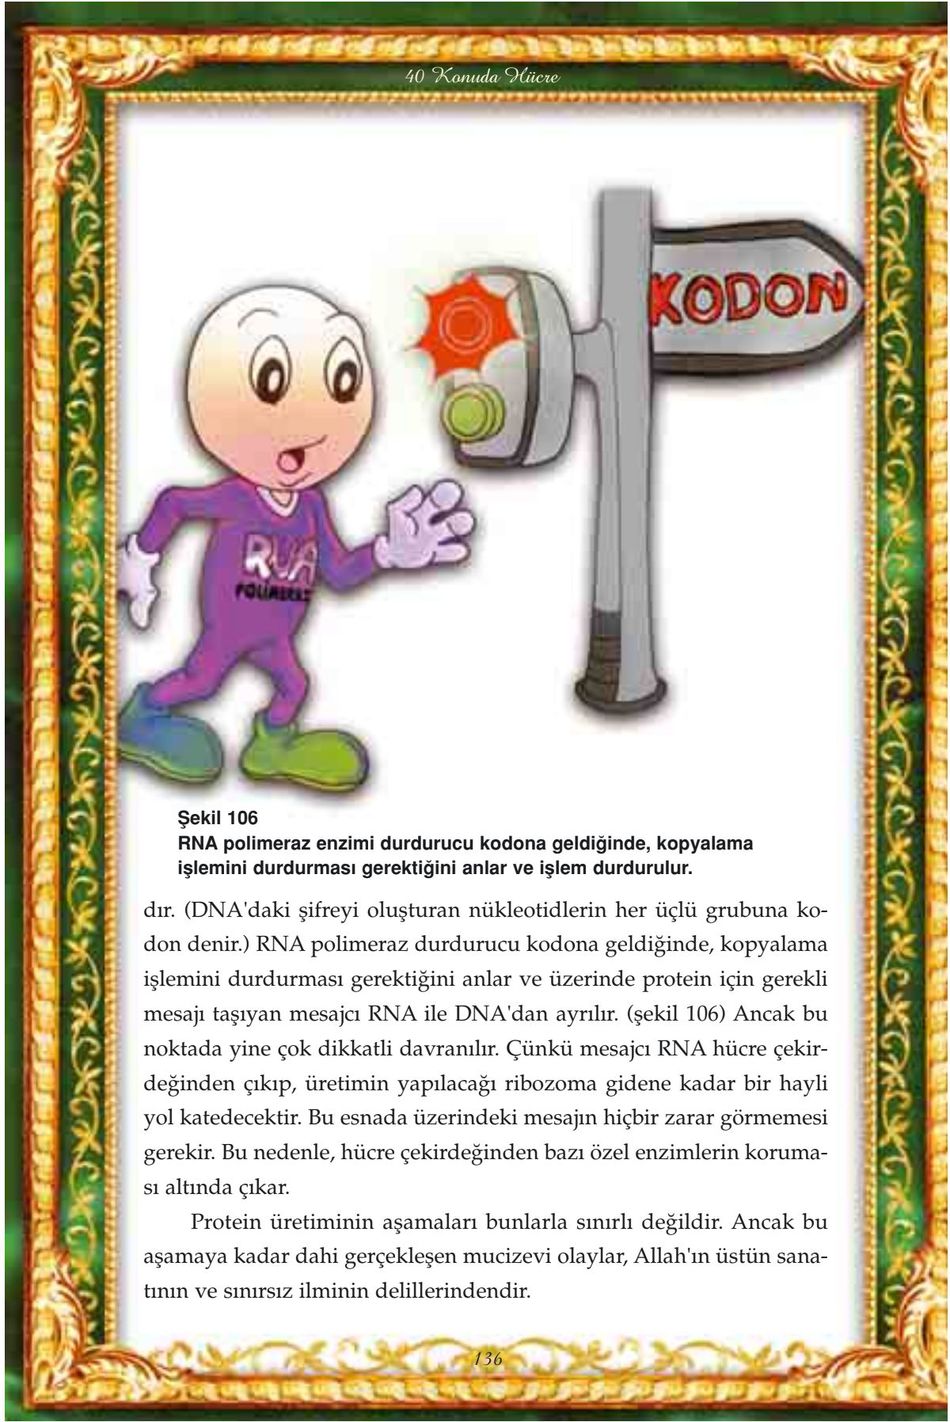 40 Konuda Hücre
KODON
RNA
POLİMERAZ
Şekil 106
RNA polimeraz enzimi durdurucu kodona geldiğinde, kopyalama
işlemini durdurması gerektiğini anlar ve işlem durdurulur.
dır. (DNA'daki şifreyi oluşturan nükleotidlerin her üçlü grubuna ko-
don denir.) RNA polimeraz durdurucu kodona geldiğinde, kopyalama
işlemini durdurması gerektiğini anlar ve üzerinde protein için gerekli
mesajı taşıyan mesajcı RNA ile DNA'dan ayrılır. (şekil 106) Ancak bu
noktada yine çok dikkatli davranılır. Çünkü mesajcı RNA hücre çekir-
değinden çıkıp, üretimin yapılacağı ribozoma gidene kadar bir hayli
yol katedecektir. Bu esnada üzerindeki mesajın hiçbir zarar görmemesi
gerekir. Bu nedenle, hücre çekirdeğinden bazı özel enzimlerin koruma-
sı altında çıkar.
Protein üretiminin aşamaları bunlarla sınırlı değildir. Ancak bu
aşamaya kadar dahi gerçekleşen mucizevi olaylar, Allah'ın üstün sana-
tının ve sınırsız ilminin delillerindendir.
136